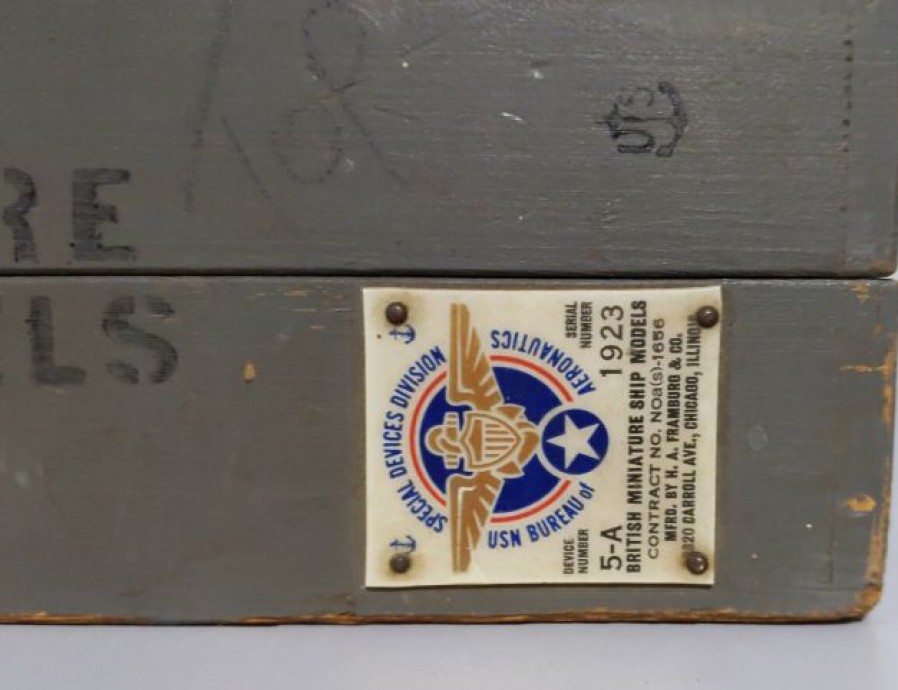 RE
ELS
US
SPECIAL DEVICES DIVISION
USN BUREAU of AERONAUTICS
DEVICE NUMBER
5-A
SERIAL NUMBER
1923
BRITISH MINIATURE SHIP MODELS
CONTRACT NO. NOa(s)-1656
MFRD. BY H. A. FRAMBURG & CO.
820 CARROLL AVE., CHICAGO, ILLINOIS